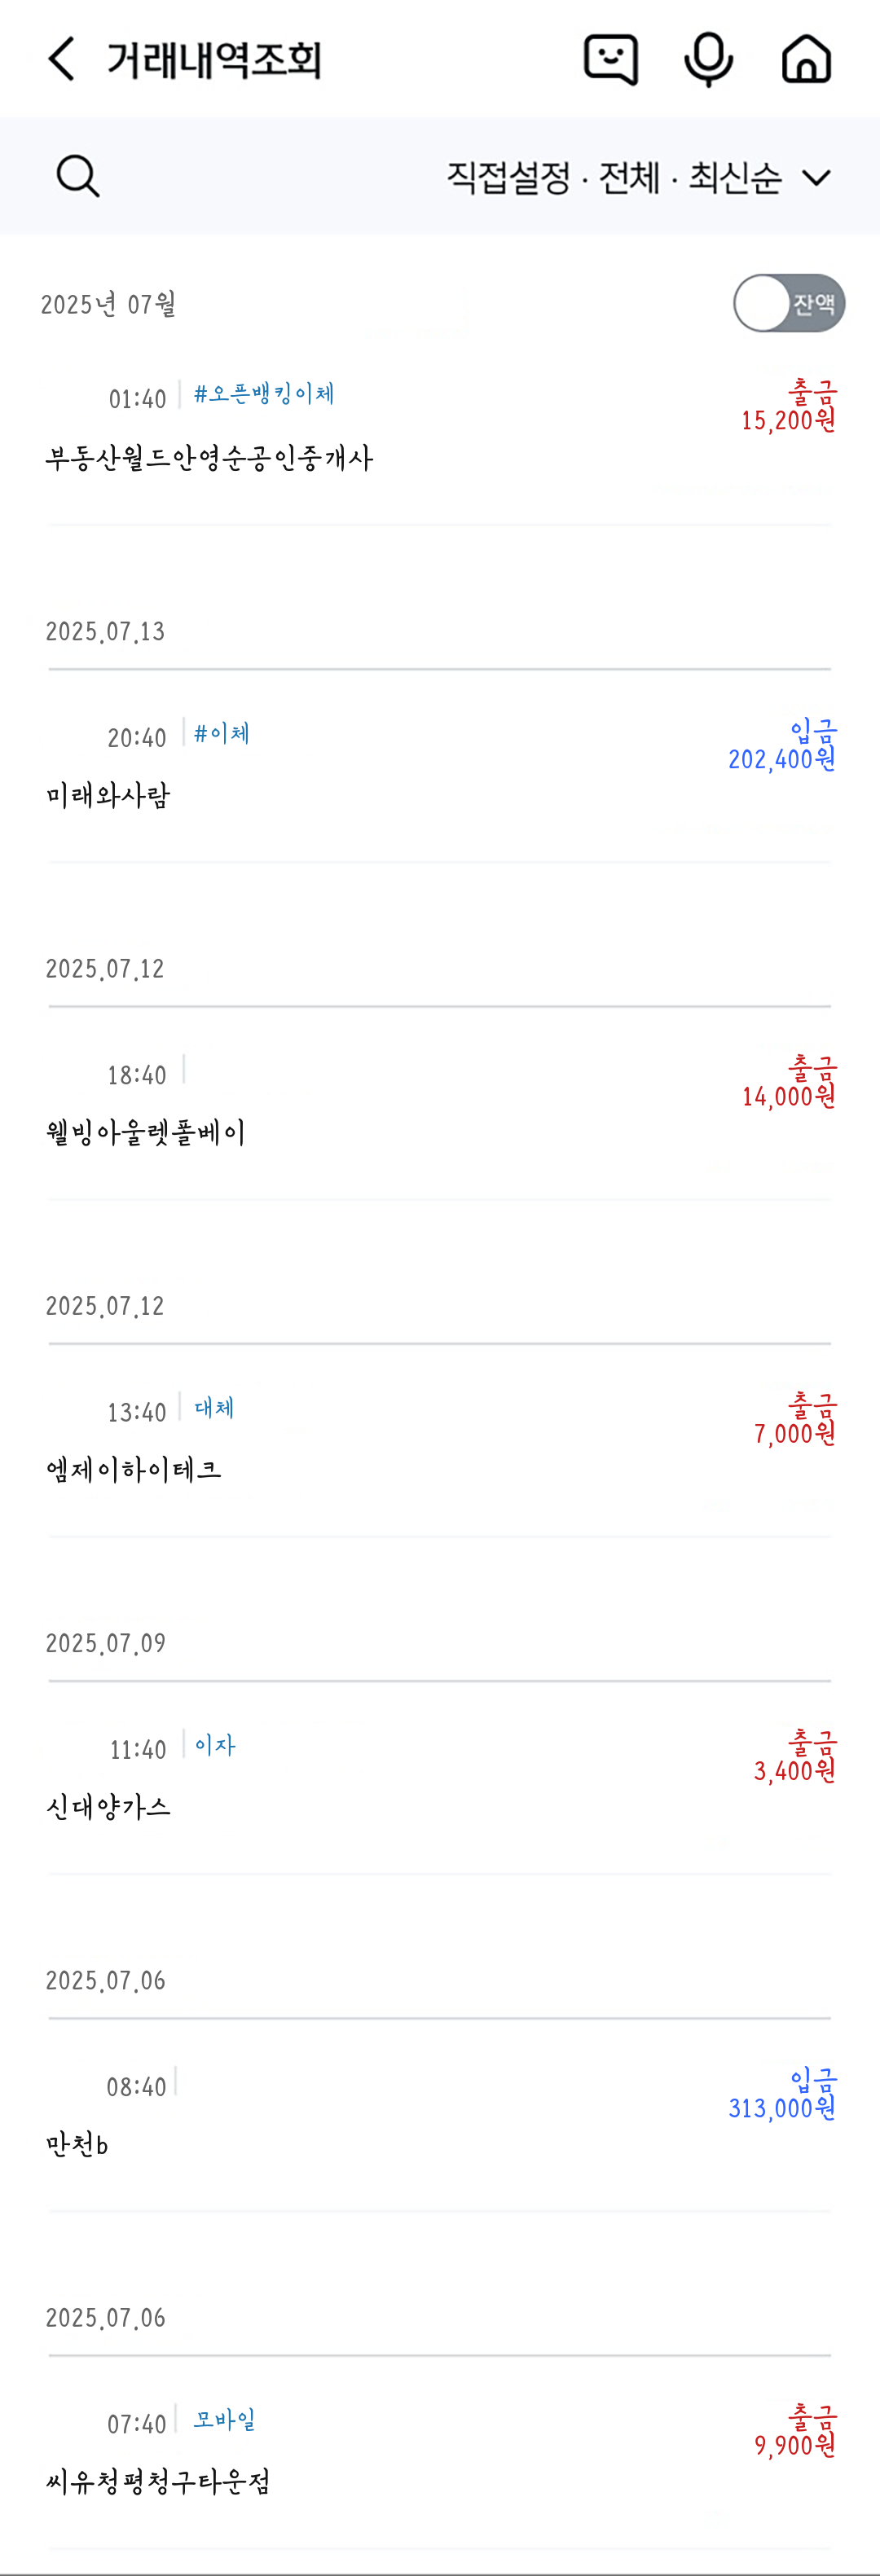 거래내역조회
직접설정 · 전체 · 최신순
2025년 07월
잔액
01:40 #오픈뱅킹이체 출금
15,200원
부동산월드안영순공인중개사
2025.07.13
20:40 #이체 입금
202,400원
미래와사람
2025.07.12
18:40 출금
14,000원
웰빙아울렛폴베이
2025.07.12
13:40 대체 출금
7,000원
엠제이하이테크
2025.07.09
11:40 이자 출금
3,400원
신대양가스
2025.07.06
08:40 입금
313,000원
만천b
2025.07.06
07:40 모바일 출금
9,900원
씨유청평청구타운점